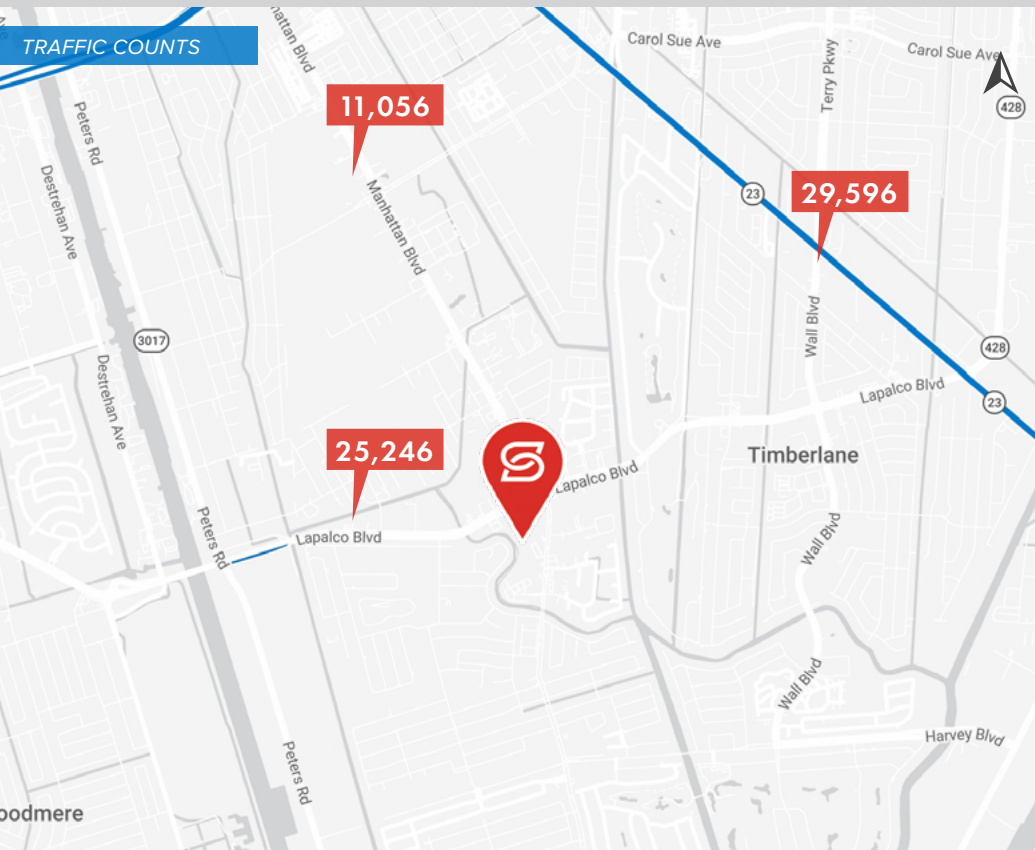 TRAFFIC COUNTS
Manhattan Blvd
Carol Sue Ave
Carol Sue Ave
Terry Pkwy
428
Peters Rd
11,056
Destrehan Ave
Manhattan Blvd
23
29,596
Wall Blvd
3017
428
Destrehan Ave
Lapalco Blvd
23
25,246
Timberlane
Lapalco Blvd
Peters Rd
Lapalco Blvd
Wall Blvd
Wall Blvd
Harvey Blvd
Peters Rd
oodmere